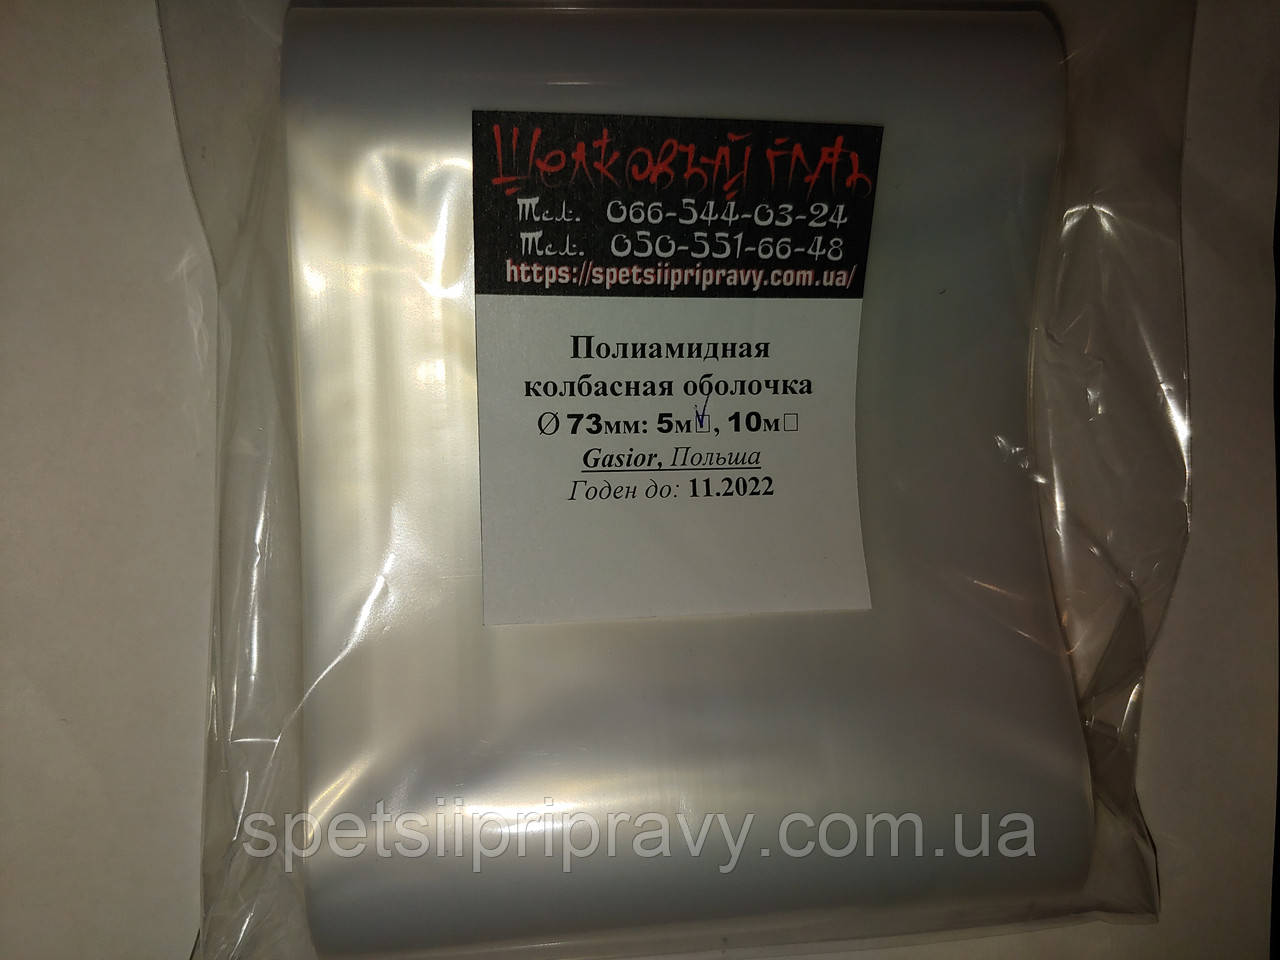 Шелковый путь
Тел. 066-544-03-24
Тел. 050-551-66-48
https://spetsiipripravy.com.ua/
Полиамидная
колбасная оболочка
Ø 73мм: 5м☑, 10м☐
Gasior, Польша
Годен до: 11.2022
spetsiipripravy.com.ua